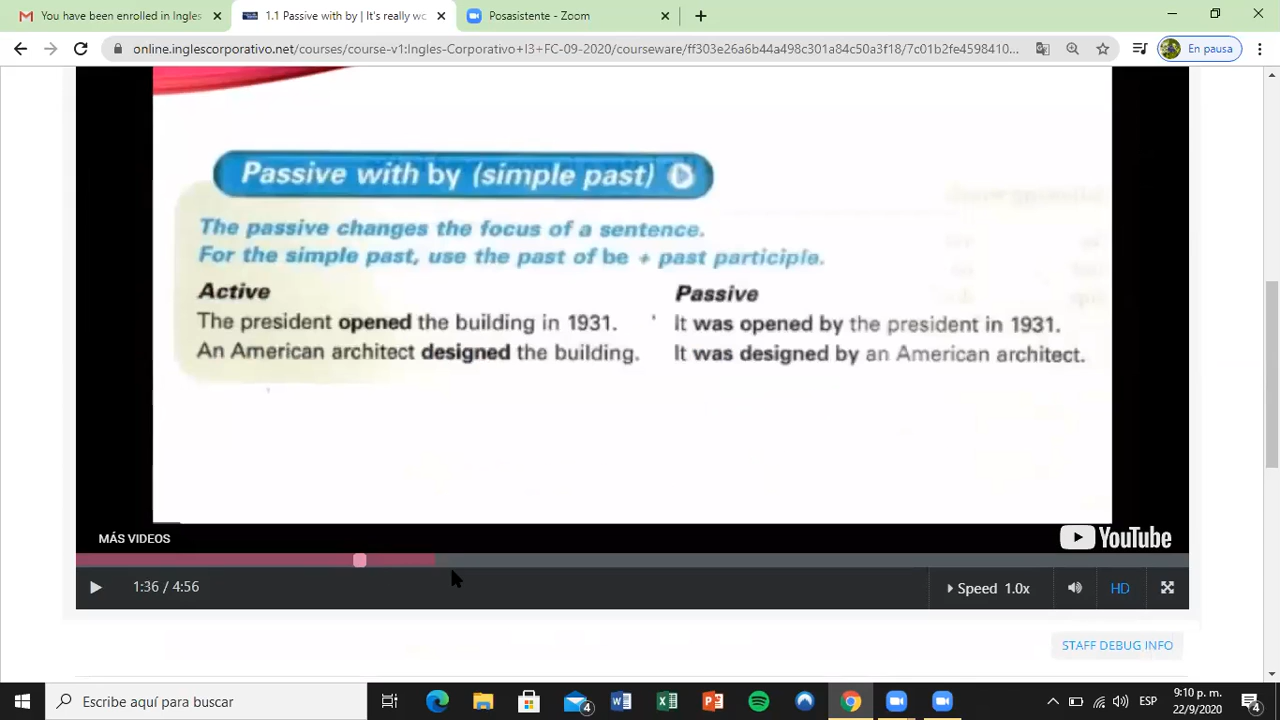 You have been enrolled in Ingles
1.1 Passive with by | It's really wo
Posasistente - Zoom
online.inglescorporativo.net/courses/course-v1:Ingles-Corporativo+I3+FC-09-2020/courseware/ff303e26a6b44a498c301a84c50a3f18/7c01b2fe4598410...
En pausa
Passive with by (simple past)
The passive changes the focus of a sentence.
For the simple past, use the past of be + past participle.
Active
Passive
The president opened the building in 1931.
It was opened by the president in 1931.
An American architect designed the building.
It was designed by an American architect.
MÁS VIDEOS
YouTube
1:36 / 4:56
Speed 1.0x
HD
STAFF DEBUG INFO
Escribe aquí para buscar
4
ESP
9:10 p. m.
22/9/2020
4